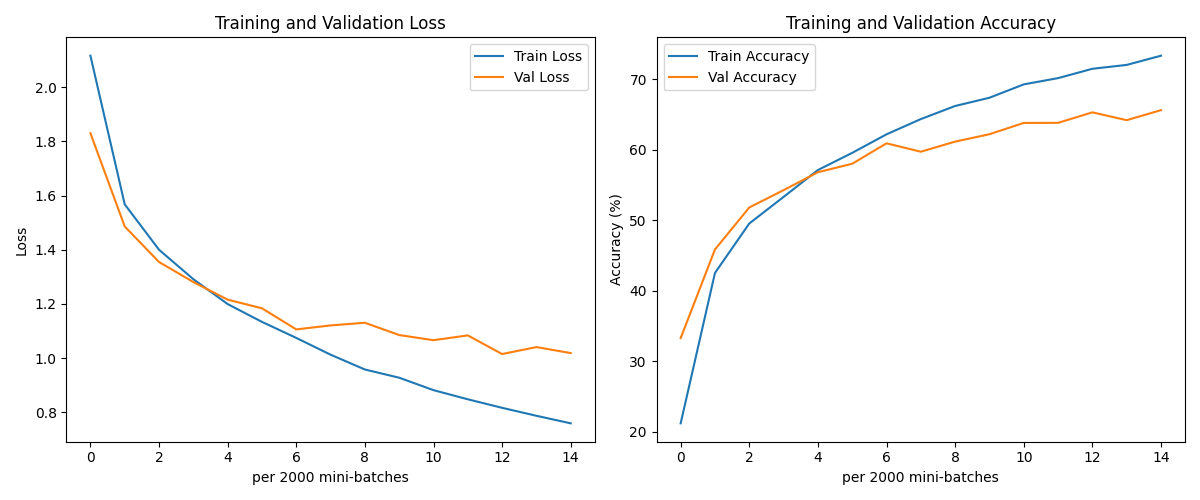 Training and Validation Loss
Train Loss
Val Loss
2.0
1.8
1.6
1.4
1.2
1.0
0.8
Loss
0 2 4 6 8 10 12 14
per 2000 mini-batches
Training and Validation Accuracy
Train Accuracy
Val Accuracy
70
60
50
40
30
20
Accuracy (%)
0 2 4 6 8 10 12 14
per 2000 mini-batches